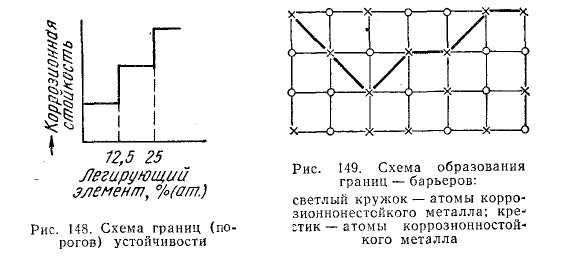 Коррозионная
стойкость
12,5 25
Легирующий
элемент, %(ат.)
Рис. 148. Схема границ (по-
рогов) устойчивости
Рис. 149. Схема образования
границ — барьеров:
светлый кружок — атомы корро-
зионнонестойкого металла; кре-
стик — атомы коррозионностой-
кого металла